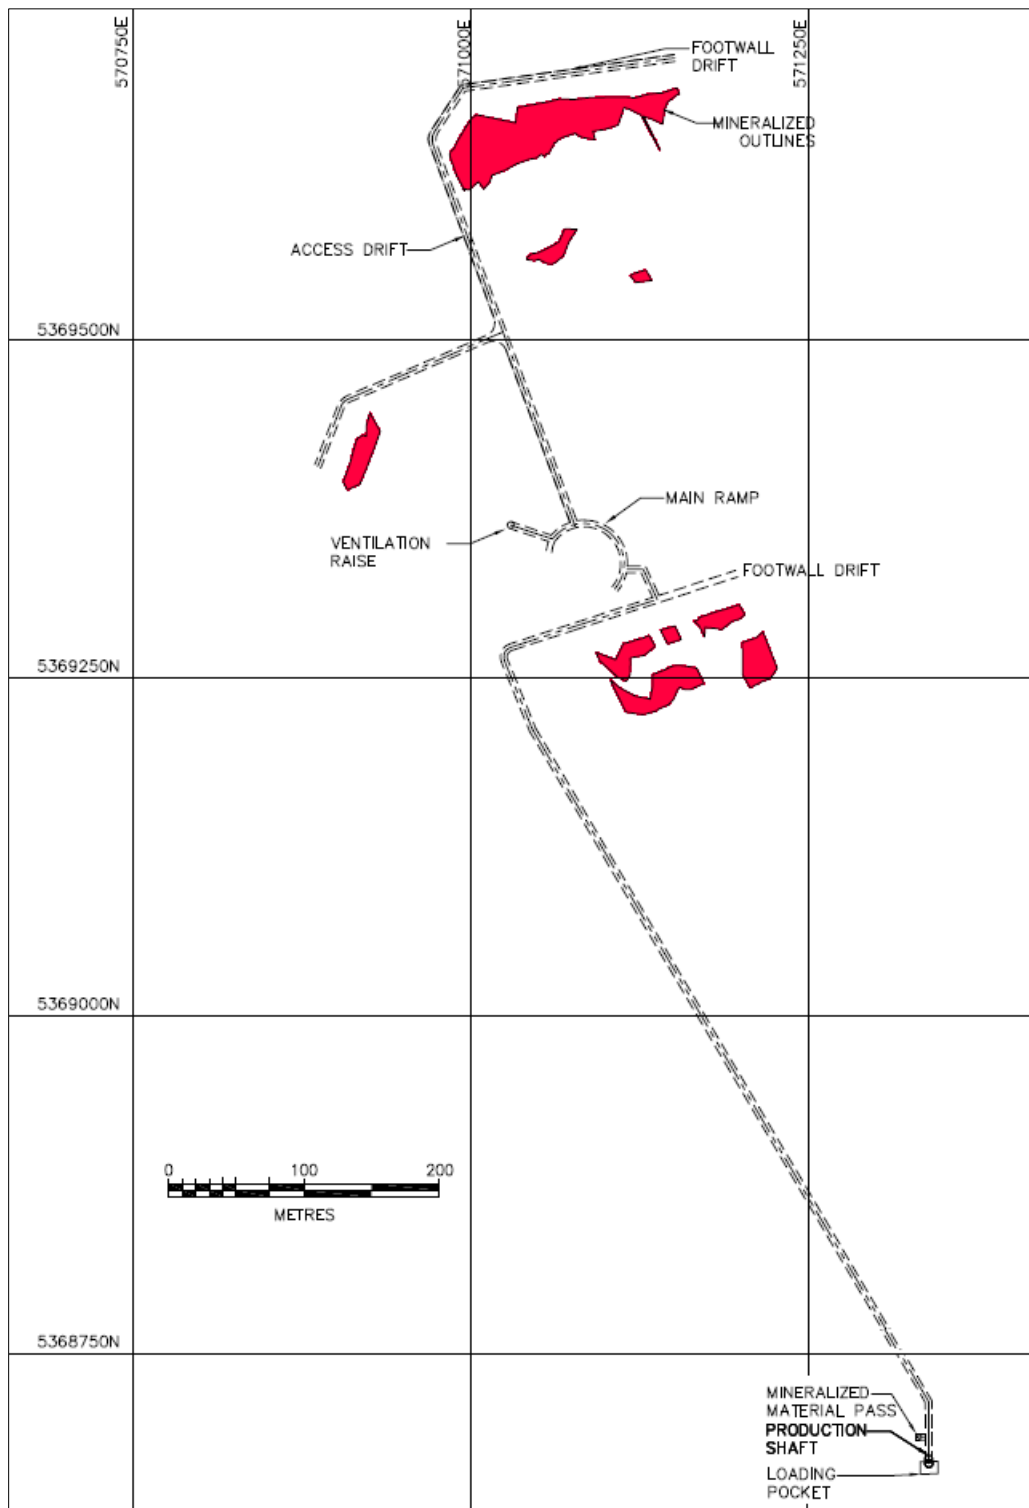 570750E
571000E
571250E
FOOTWALL
DRIFT
MINERALIZED
OUTLINES
ACCESS DRIFT
5369500N
MAIN RAMP
VENTILATION
RAISE
FOOTWALL DRIFT
5369250N
5369000N
0 100 200
METRES
5368750N
MINERALIZED
MATERIAL PASS
PRODUCTION
SHAFT
LOADING
POCKET